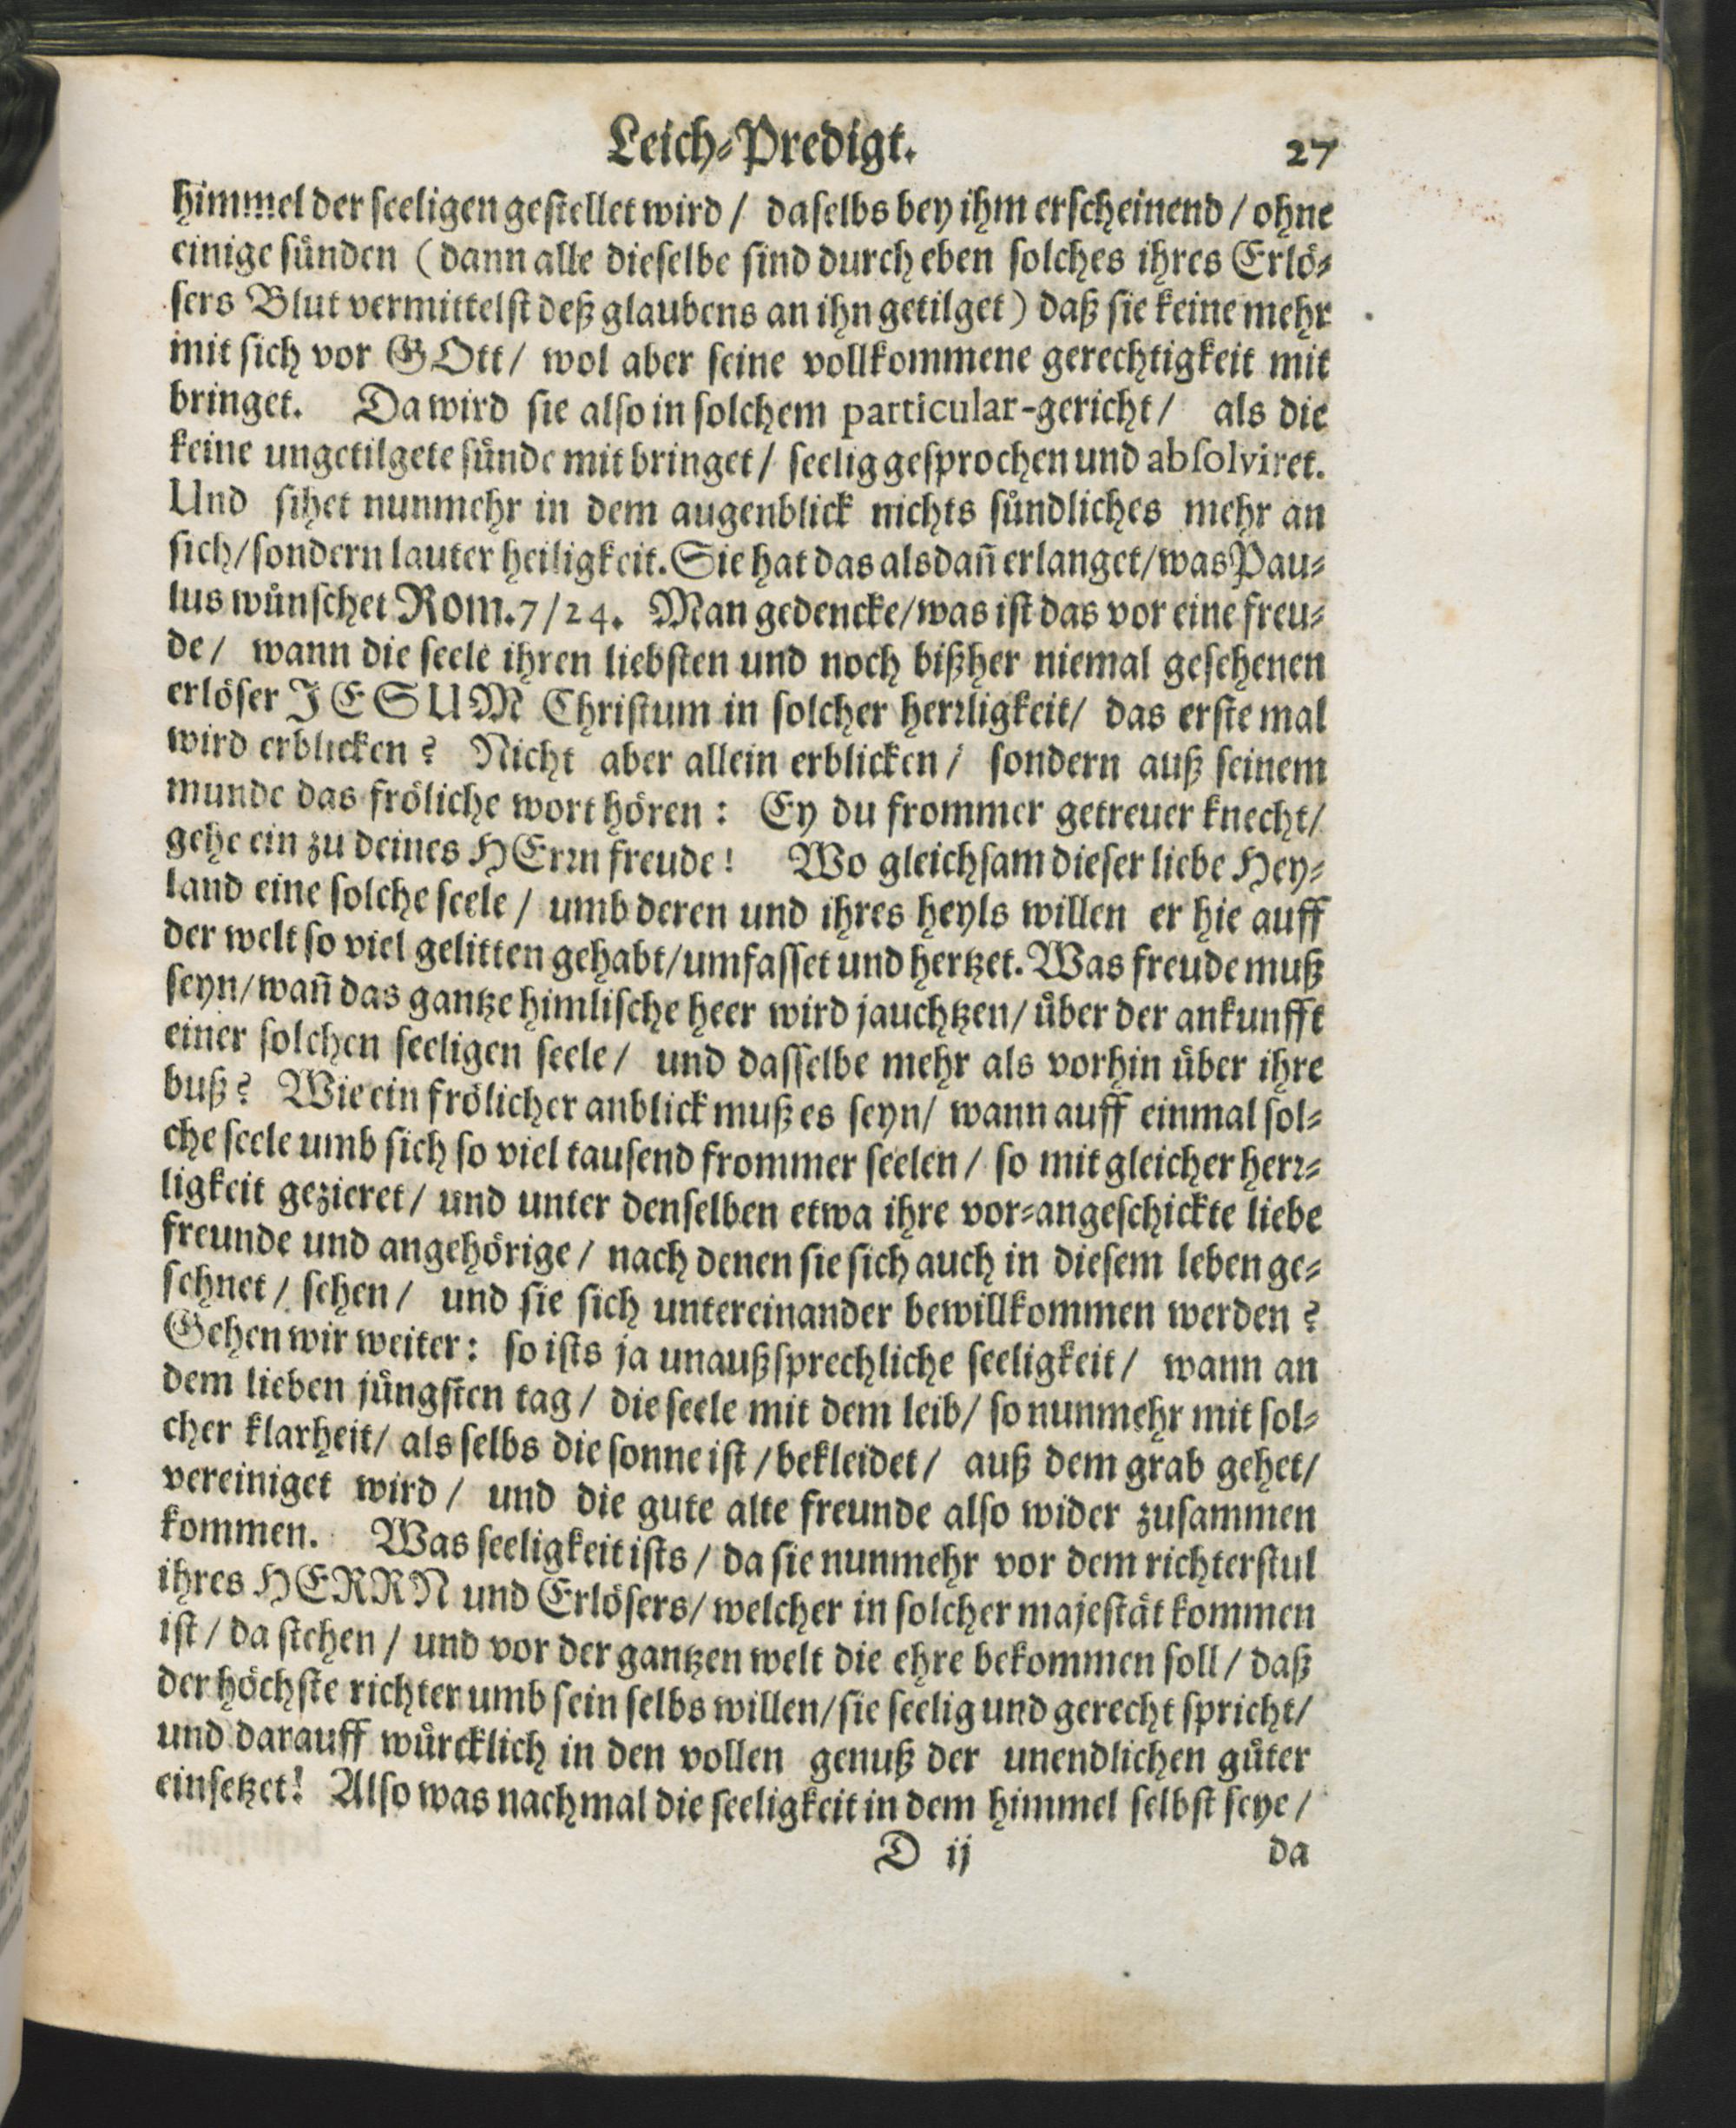 Leich-Predigt. 27
himmel der seeligen gestellet wird / daselbs bey ihm erscheinend / ohne
einige sünden (dann alle dieselbe sind durch eben solches ihres Erlö-
sers Blut vermittelst deß glaubens an ihn getilget) daß sie keine mehr
mit sich vor GOtt/ wol aber seine vollkommene gerechtigkeit mit
bringet. Da wird sie also in solchem particular-gericht/ als die
keine ungetilgete sünde mit bringet/ seelig gesprochen und absolviret.
Und sihet nunmehr in dem augenblick nichts sündliches mehr an
sich/ sondern lauter heiligkeit. Sie hat das alsdañ erlanget/ was Pau-
lus wünschet Rom. 7/24. Man gedencke/ was ist das vor eine freu-
de/ wann die seele ihren liebsten und noch bißher niemal gesehenen
erlöser JESUM Christum in solcher herrligkeit/ das erste mal
wird erblicken? Nicht aber allein erblicken/ sondern auß seinem
munde das fröliche wort hören: Ey du frommer getreuer knecht/
gehe ein zu deines HErrn freude! Wo gleichsam dieser liebe Hey-
land eine solche seele / umb deren und ihres heyls willen er hie auff
der welt so viel gelitten gehabt/ umfasset und hertzet. Was freude muß
seyn/ wañ das gantze himlische heer wird jauchtzen/ über der ankunfft
einer solchen seeligen seele/ und dasselbe mehr als vorhin über ihre
buß? Wie ein frölicher anblick muß es seyn/ wann auff einmal sol-
che seele umb sich so viel tausend frommer seelen / so mit gleicher herr-
ligkeit gezieret/ und unter denselben etwa ihre vor-angeschickte liebe
freunde und angehörige / nach denen sie sich auch in diesem leben ge-
sehnet / sehen / und sie sich untereinander bewillkommen werden?
Gehen wir weiter: so ists ja unaußsprechliche seeligkeit/ wann an
dem lieben jüngsten tag / die seele mit dem leib/ so nunmehr mit sol-
cher klarheit/ als selbs die sonne ist / bekleidet / auß dem grab gehet/
vereiniget wird / und die gute alte freunde also wider zusammen
kommen. Was seeligkeit ists / da sie nunmehr vor dem richterstul
ihres HERRN und Erlösers/ welcher in solcher majestät kommen
ist / da stehen / und vor der gantzen welt die ehre bekommen soll / daß
der höchste richter umb sein selbs willen/ sie seelig und gerecht spricht/
und darauff würcklich in den vollen genuß der unendlichen güter
einsetzet! Also was nachmal die seeligkeit in dem himmel selbst seye /
D ij da